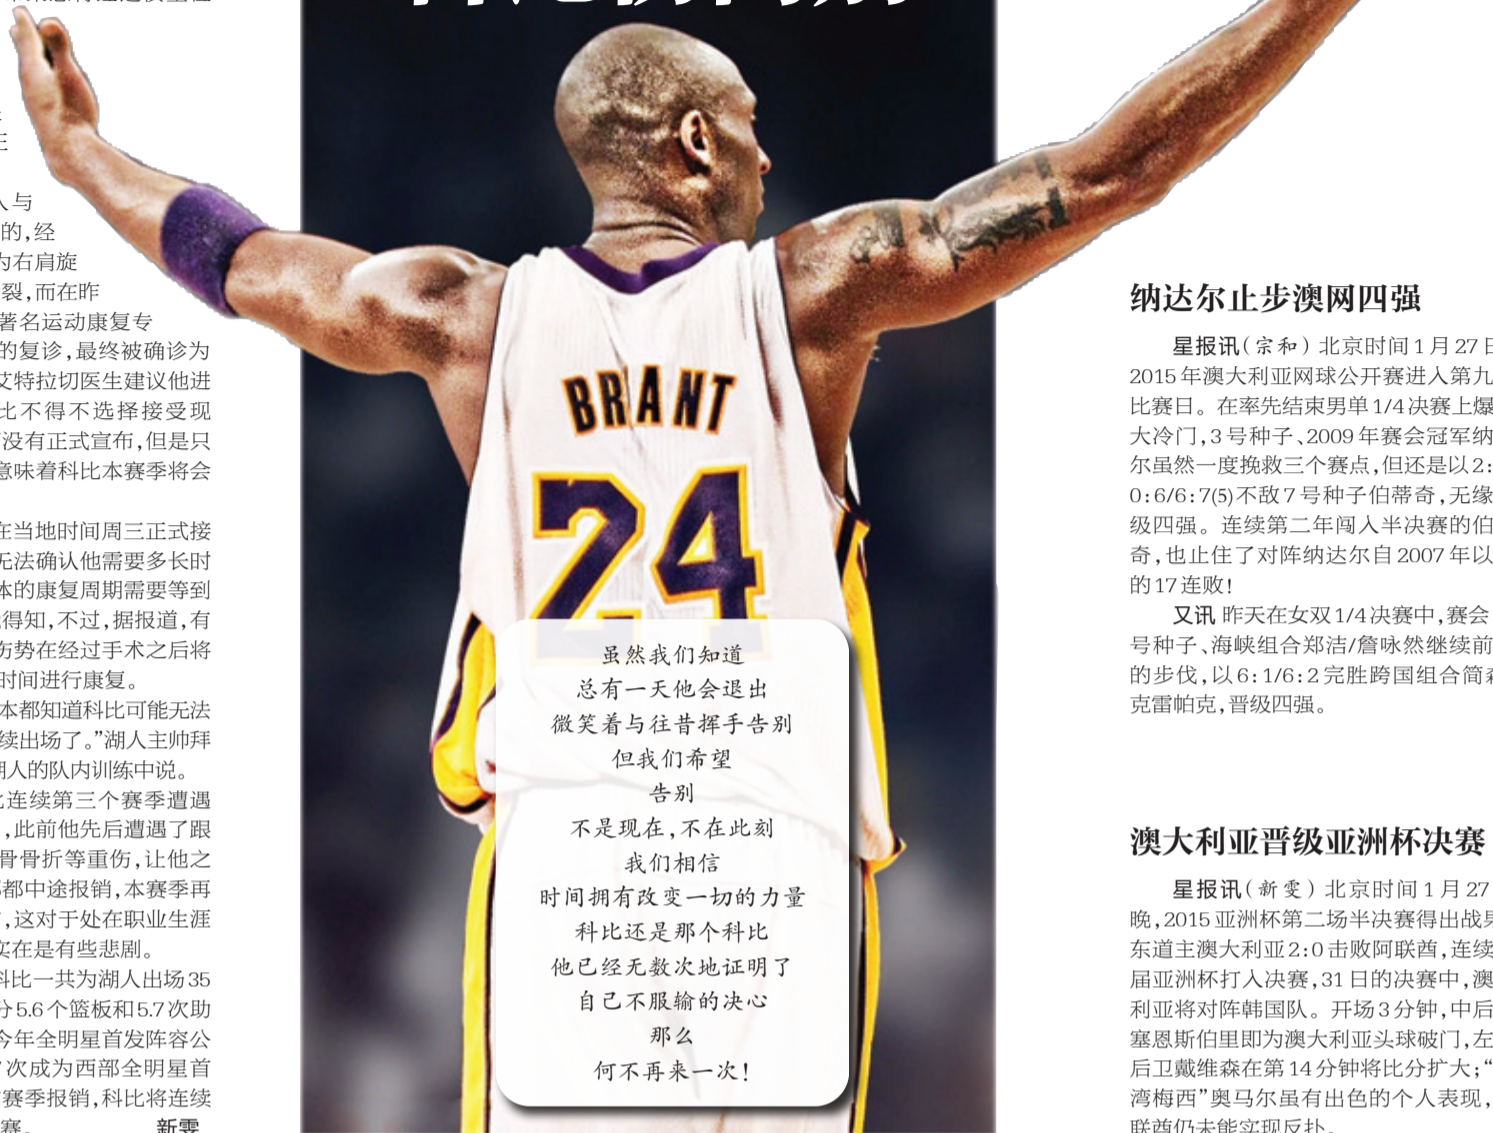 人与
的,经
为右肩旋
裂,而在昨
著名运动康复专
的复诊,最终被确诊为
艾特拉切医生建议他进
比不得不选择接受现
没有正式宣布,但是只
意味着科比本赛季将会
在当地时间周三正式接
无法确认他需要多长时
体的康复周期需要等到
得知,不过,据报道,有
伤势在经过手术之后将
时间进行康复。
本都知道科比可能无法
续出场了。”湖人主帅拜
湖人的队内训练中说。
比连续第三个赛季遭遇
,此前他先后遭遇了跟
骨骨折等重伤,让他之
都中途报销,本赛季再
,这对于处在职业生涯
实在是有些悲剧。
科比一共为湖人出场35
分5.6个篮板和5.7次助
今年全明星首发阵容公
次成为西部全明星首
赛季报销,科比将连续
赛。 新雯
BRANT
24
虽然我们知道
总有一天他会退出
微笑着与往昔挥手告别
但我们希望
告别
不是现在,不在此刻
我们相信
时间拥有改变一切的力量
科比还是那个科比
他已经无数次地证明了
自己不服输的决心
那么
何不再来一次!
纳达尔止步澳网四强
星报讯(宗和)北京时间1月27日
2015年澳大利亚网球公开赛进入第九
比赛日。在率先结束男单1/4决赛上爆
大冷门,3号种子、2009年赛会冠军纳
尔虽然一度挽救三个赛点,但还是以2:
0:6/6:7(5)不敌7号种子伯蒂奇,无缘
级四强。连续第二年闯入半决赛的伯
奇,也止住了对阵纳达尔自2007年以
的17连败!
又讯 昨天在女双1/4决赛中,赛会
号种子、海峡组合郑洁/詹咏然继续前
的步伐,以6:1/6:2完胜跨国组合简森
克雷帕克,晋级四强。
澳大利亚晋级亚洲杯决赛
星报讯(新雯)北京时间1月27
晚,2015亚洲杯第二场半决赛得出战果
东道主澳大利亚2:0击败阿联酋,连续
届亚洲杯打入决赛,31日的决赛中,澳
利亚将对阵韩国队。开场3分钟,中后
塞恩斯伯里即为澳大利亚头球破门,左
后卫戴维森在第14分钟将比分扩大;“
湾梅西”奥马尔虽有出色的个人表现,
联酋仍未能实现反扑。